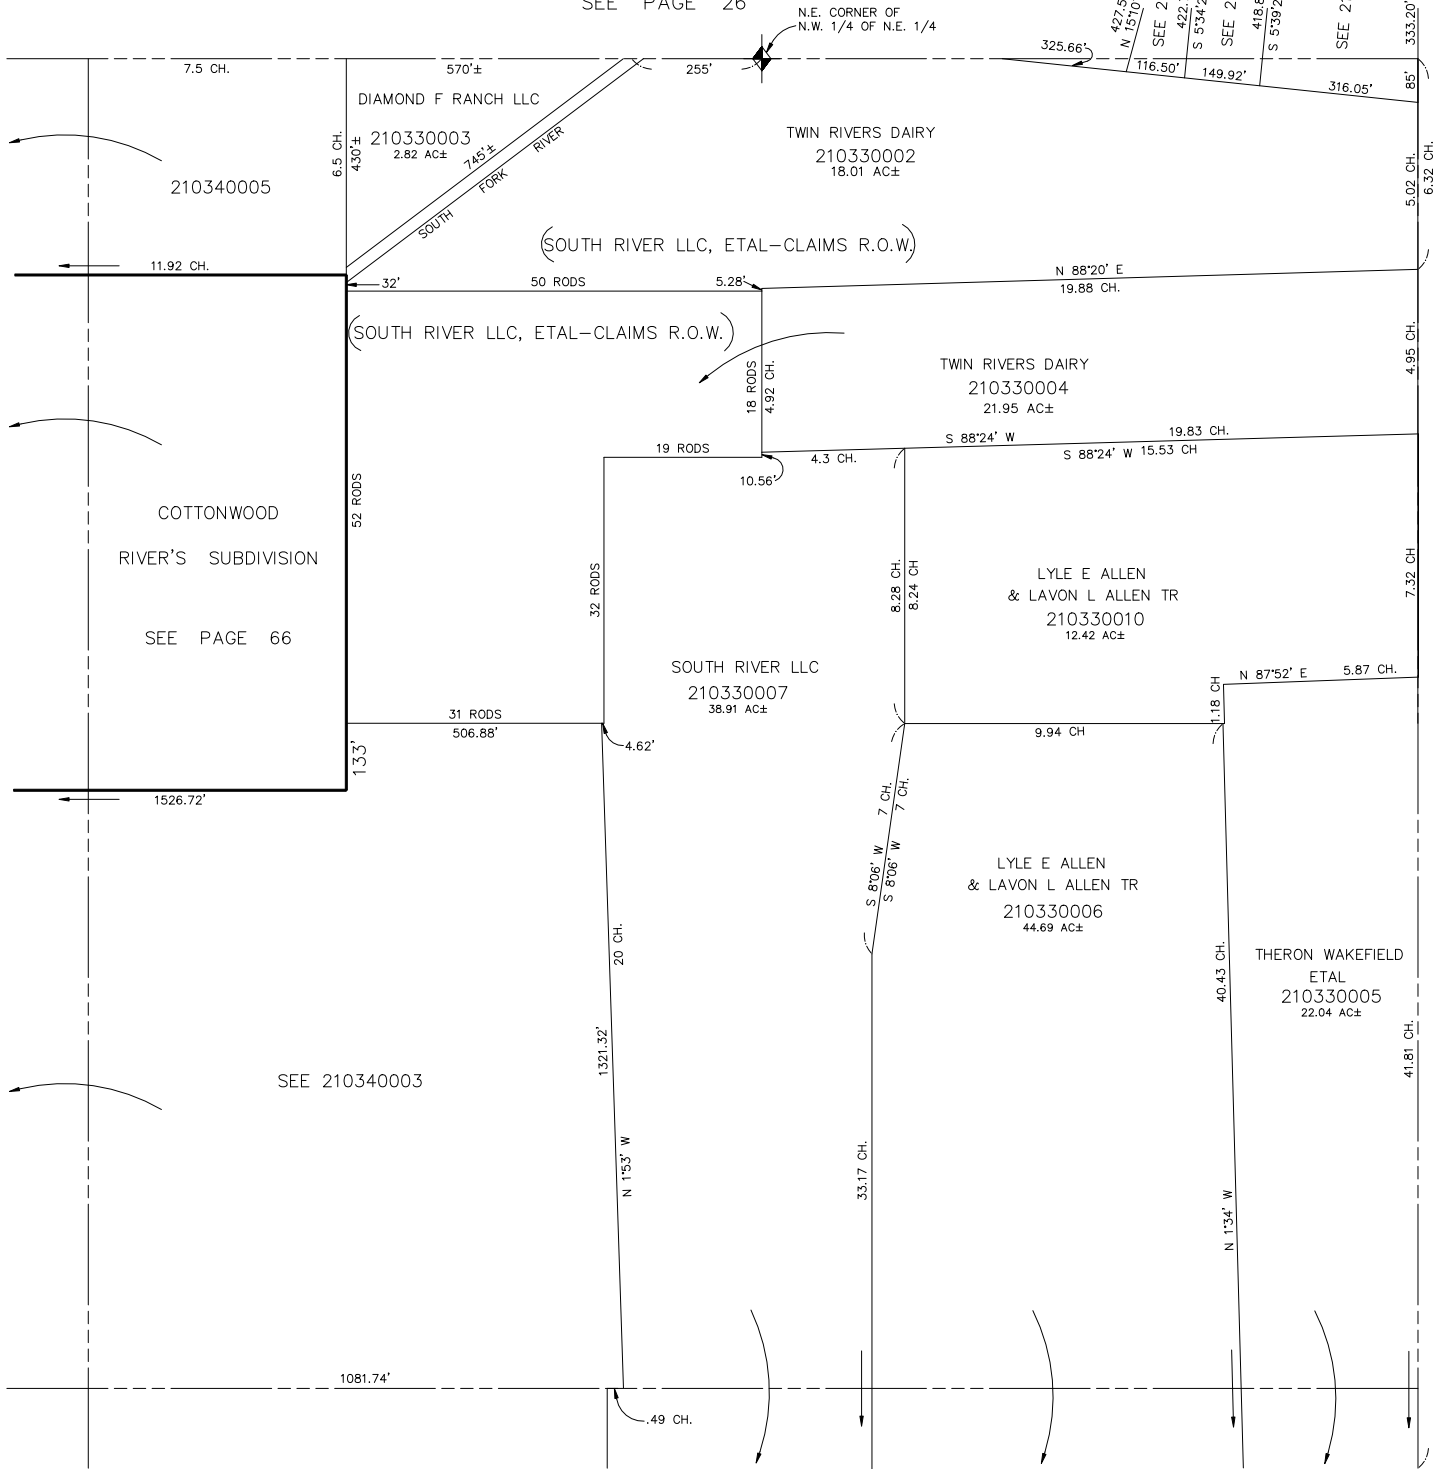 SEE PAGE 26
N.E. CORNER OF
N.W. 1/4 OF N.E. 1/4
N 15°10'
SEE
SEE
SEE
333.20'
7.5 CH.
570'±
255'
325.66'
116.50'
149.92'
316.05'
85'
DIAMOND F RANCH LLC
210330003
2.82 AC±
6.5 CH.
430'±
745'±
SOUTH FORK RIVER
TWIN RIVERS DAIRY
210330002
18.01 AC±
5.02 CH.
6.32 CH.
210340005
(SOUTH RIVER LLC, ETAL-CLAIMS R.O.W.)
11.92 CH.
32'
50 RODS
5.28'
N 88°20' E
19.88 CH.
(SOUTH RIVER LLC, ETAL-CLAIMS R.O.W.)
18 RODS
4.92 CH.
TWIN RIVERS DAIRY
210330004
21.95 AC±
4.95 CH.
19 RODS
10.56'
4.3 CH.
S 88°24' W
19.83 CH.
S 88°24' W 15.53 CH
52 RODS
COTTONWOOD
RIVER'S SUBDIVISION
SEE PAGE 66
32 RODS
8.28 CH.
8.24 CH
LYLE E ALLEN
& LAVON L ALLEN TR
210330010
12.42 AC±
7.32 CH
SOUTH RIVER LLC
210330007
38.91 AC±
N 87°52' E
5.87 CH.
1.18 CH
31 RODS
506.88'
4.62'
133'
9.94 CH
1526.72'
7 CH.
7 CH.
S 8°06' W
S 8°06' W
LYLE E ALLEN
& LAVON L ALLEN TR
210330006
44.69 AC±
20 CH.
1321.32'
N 1°53' W
40.43 CH.
N 1°34' W
THERON WAKEFIELD
ETAL
210330005
22.04 AC±
41.81 CH.
SEE 210340003
33.17 CH.
1081.74'
.49 CH.